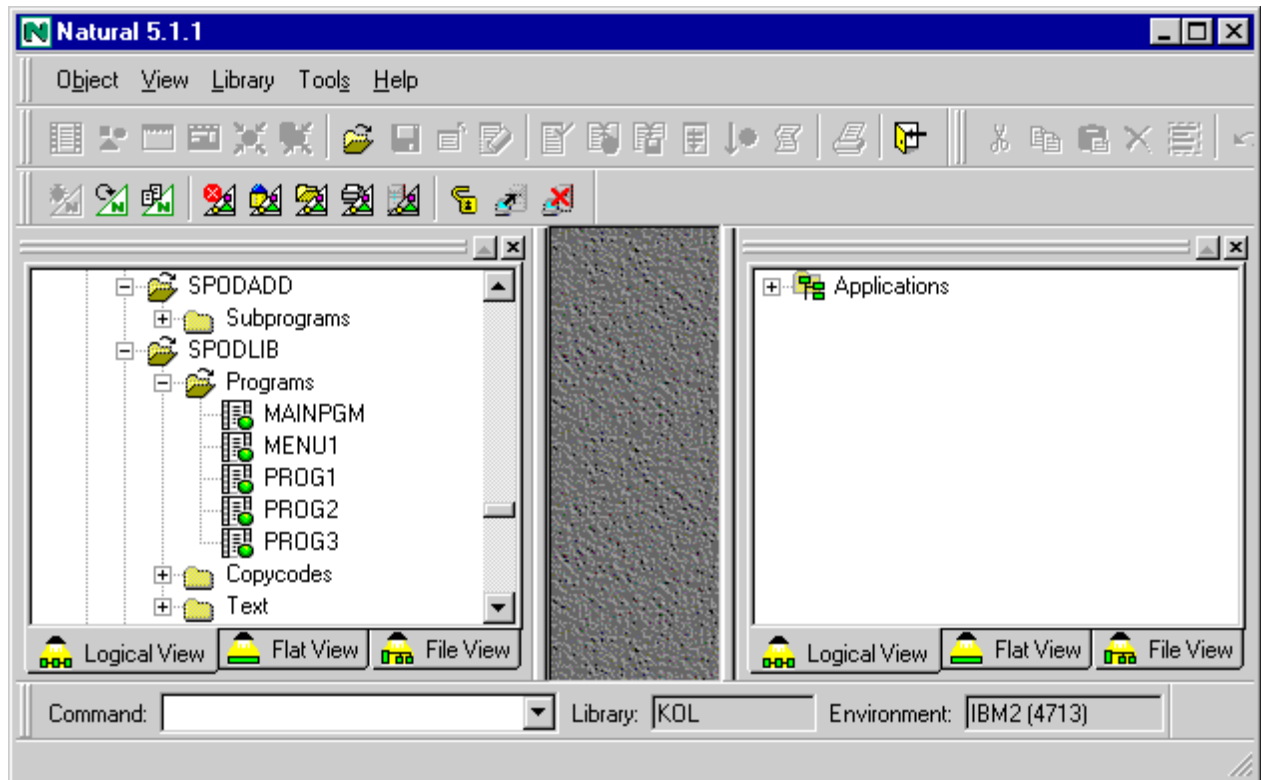 Natural 5.1.1
Object View Library Tools Help
SPODADD
Subprograms
SPODLIB
Programs
MAINPGM
MENU1
PROG1
PROG2
PROG3
Copycodes
Text
Logical View Flat View File View
Applications
Logical View Flat View File View
Command: Library: KOL Environment: IBM2 (4713)